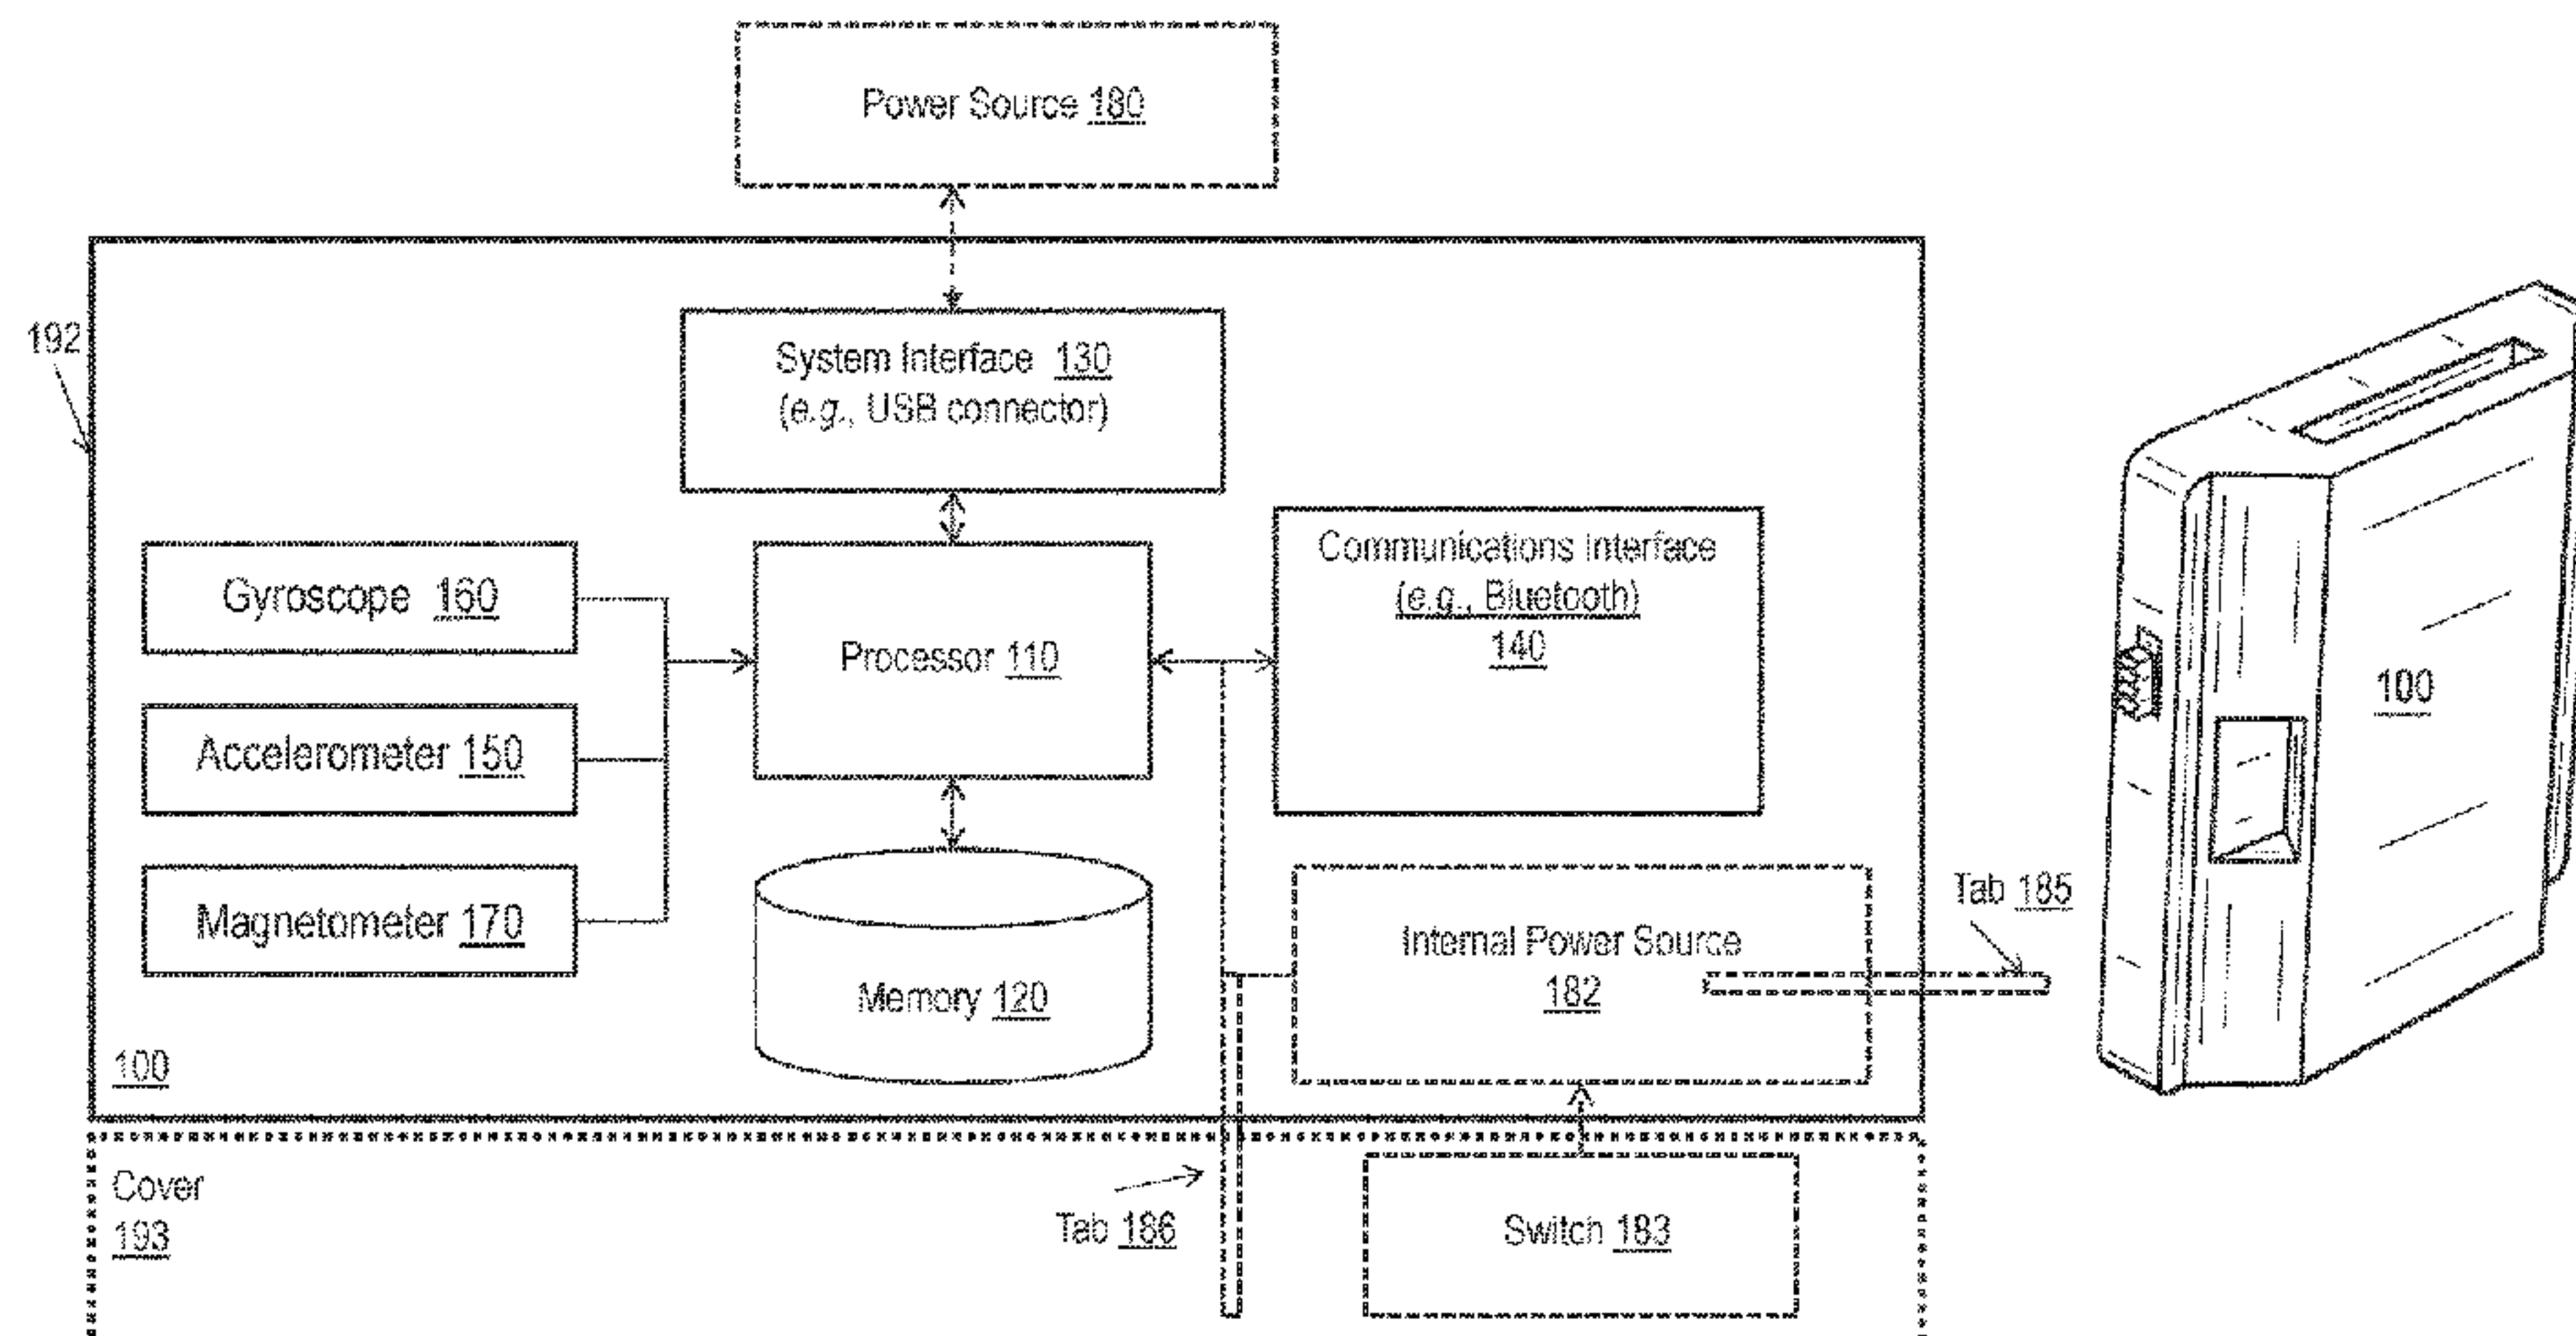 Power Source 180
192
System Interface 130
(e.g., USB connector)
Communications Interface
(e.g., Bluetooth)
140
Gyroscope 160
Processor 110
100
Accelerometer 150
Tab 185
Magnetometer 170
Internal Power Source
182
Memory 120
100
Cover
193
Tab 186
Switch 183